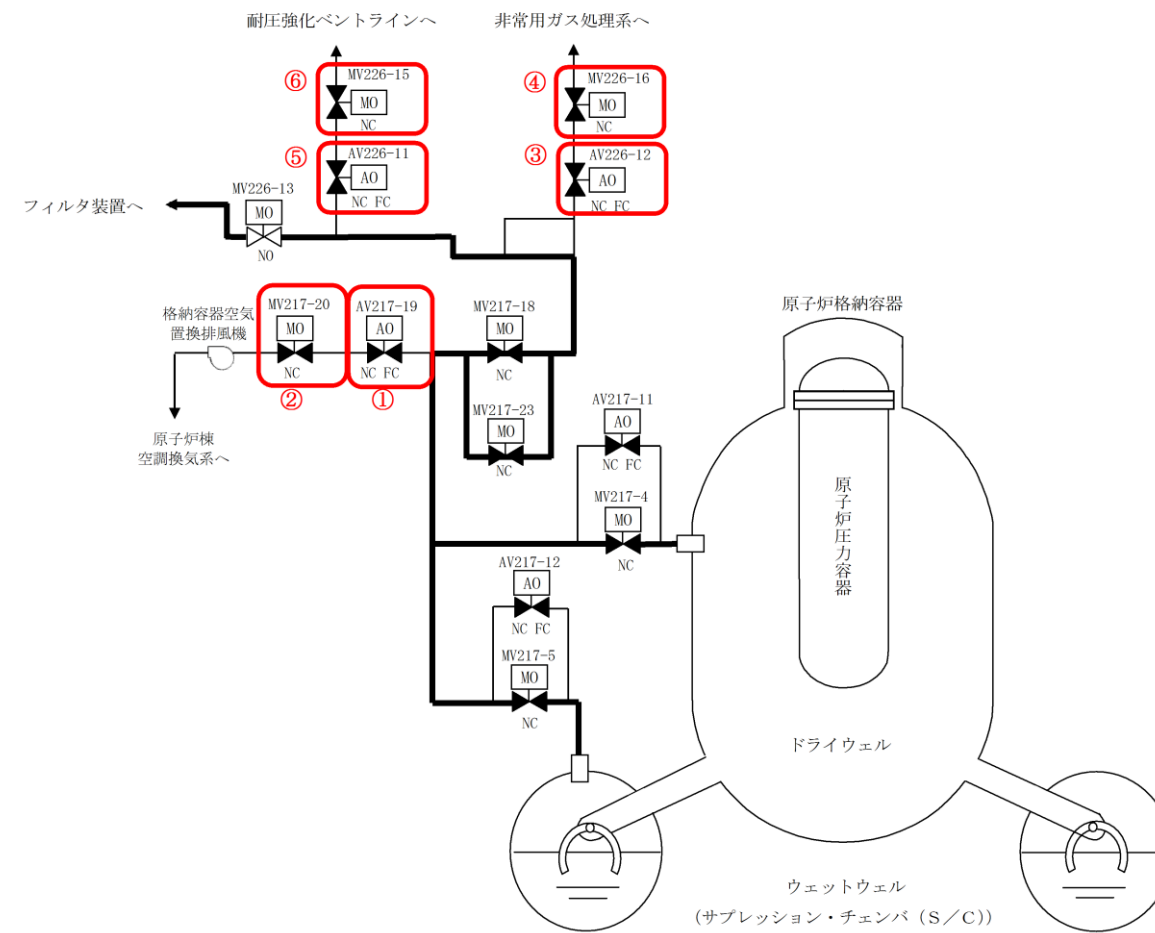 耐圧強化ベントラインへ
非常用ガス処理系へ
⑥
MV226-15
MO
NC
④
MV226-16
MO
NC
⑤
AV226-11
AO
NC FC
③
AV226-12
AO
NC FC
MV226-13
MO
NO
フィルタ装置へ
格納容器空気
置換排風機
MV217-20
MO
NC
②
AV217-19
AO
NC FC
①
MV217-18
MO
NC
MV217-23
MO
NC
原子炉棟
空調換気系へ
原子炉格納容器
AV217-11
AO
NC FC
MV217-4
MO
NC
原子炉圧力容器
AV217-12
AO
NC FC
MV217-5
MO
NC
ドライウェル
ウェットウェル
(サプレッション・チェンバ(S/C))